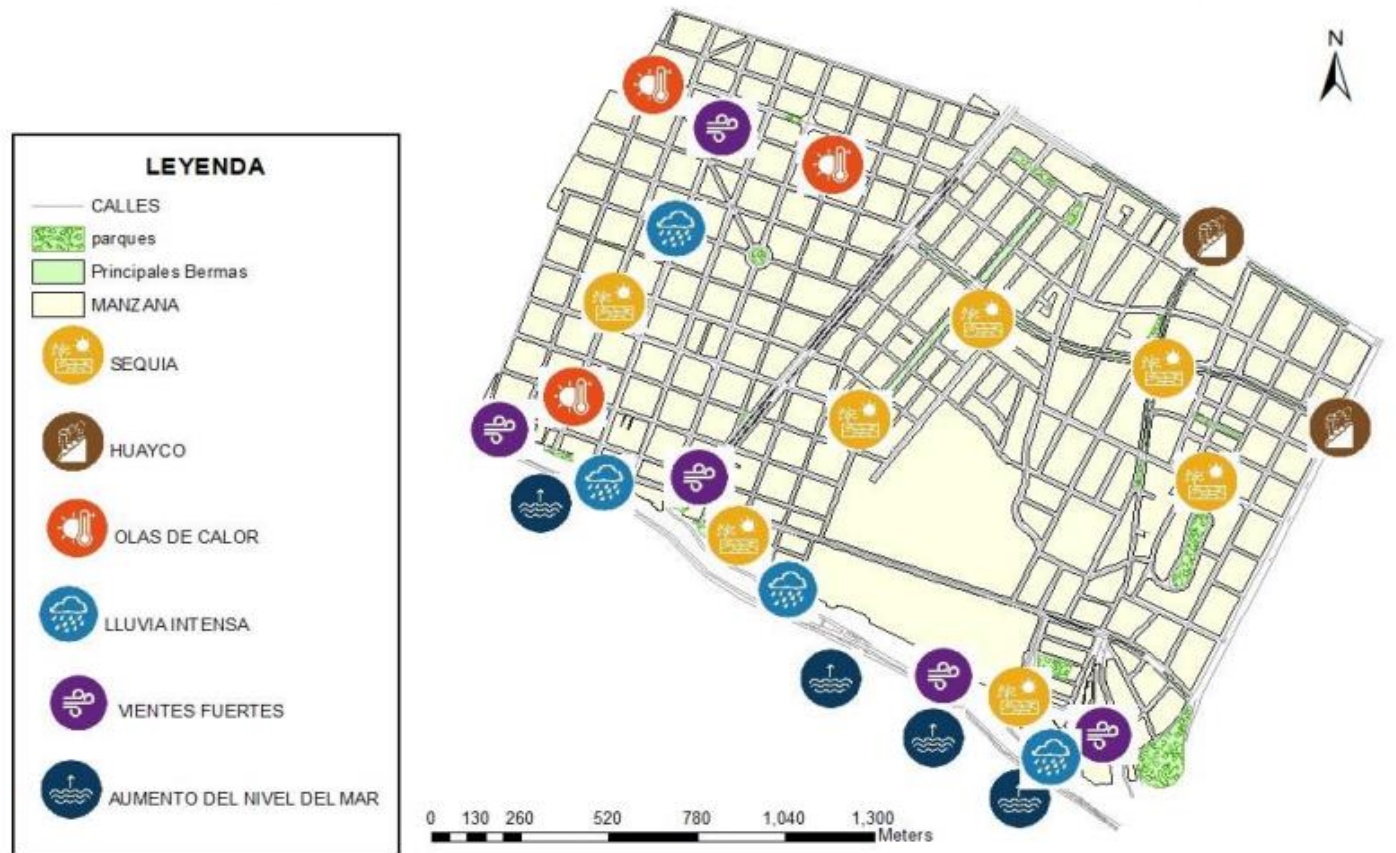 LEYENDA
CALLES
parques
Principales Bermas
MANZANA
SEQUIA
HUAYCO
OLAS DE CALOR
LLUVIA INTENSA
VIENTES FUERTES
AUMENTO DEL NIVEL DEL MAR
N
0 130 260 520 780 1,040 1,300
Meters